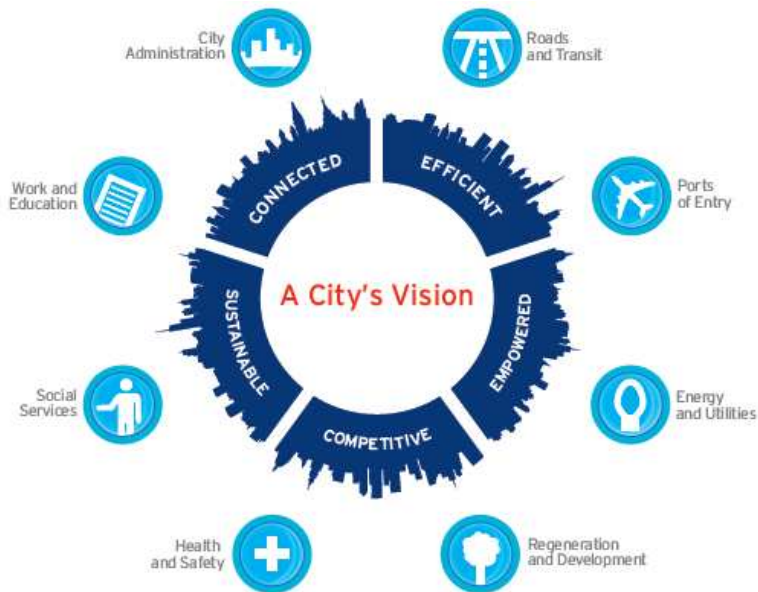 City
Administration
Roads
and Transit
CONNECTED
EFFICIENT
Work and
Education
Ports
of Entry
A City's Vision
SUSTAINABLE
EMPOWERED
Social
Services
Energy
and Utilities
COMPETITIVE
Health
and Safety
Regeneration
and Development